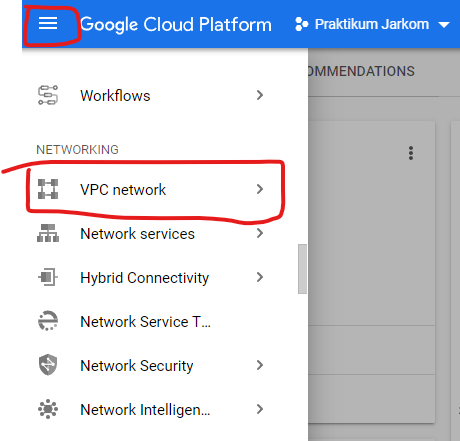 Google Cloud Platform
Praktikum Jarkom
OMMENDATIONS
Workflows
NETWORKING
VPC network
Network services
Hybrid Connectivity
Network Service T...
Network Security
Network Intelligen...